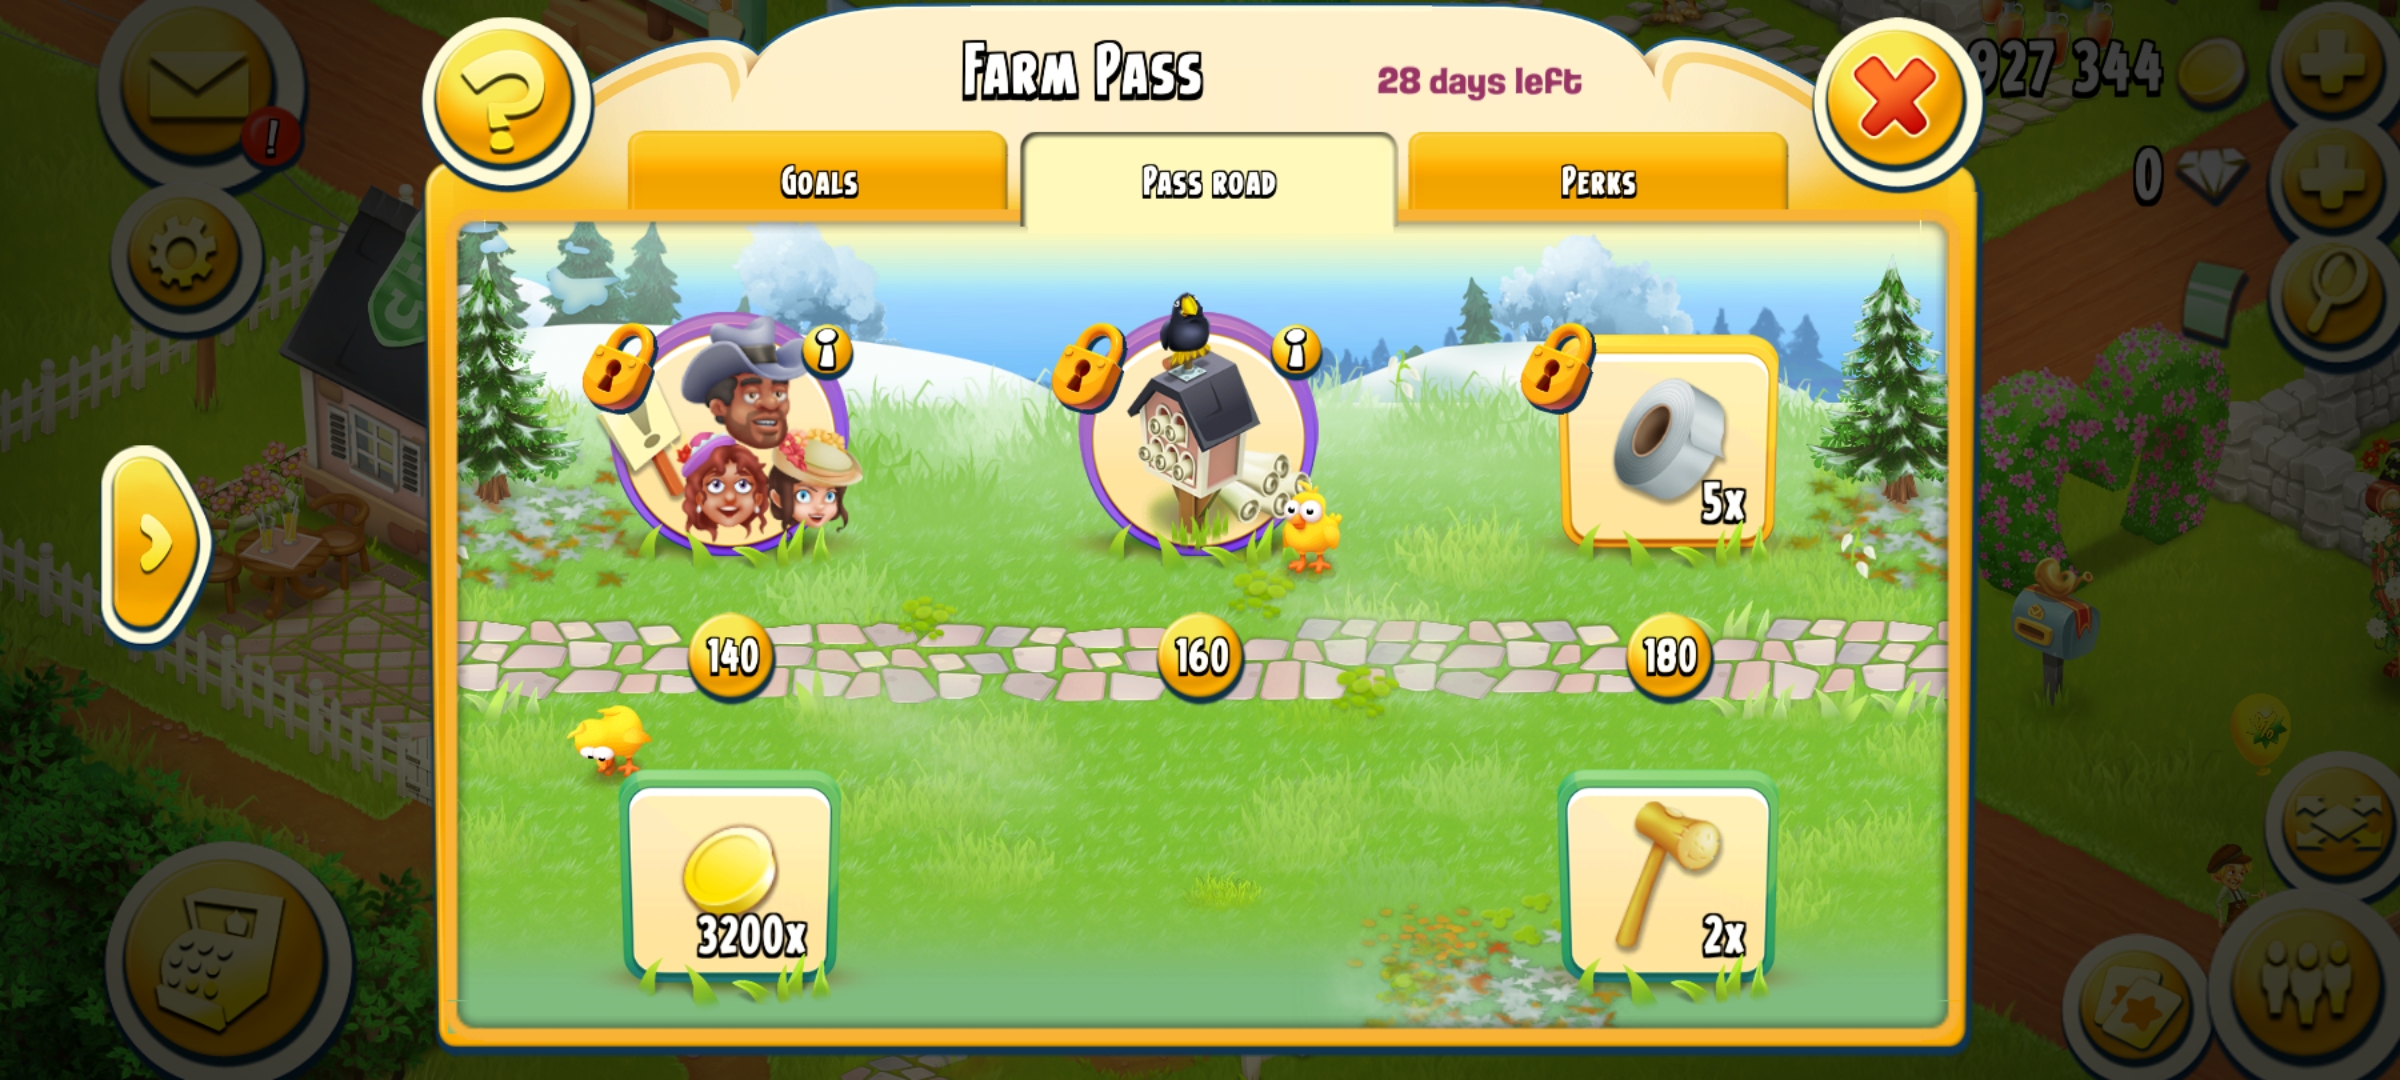 FARM PASS
28 days left
927 344
0
GOALS
PASS ROAD
PERKS
5x
140
160
180
3200x
2x